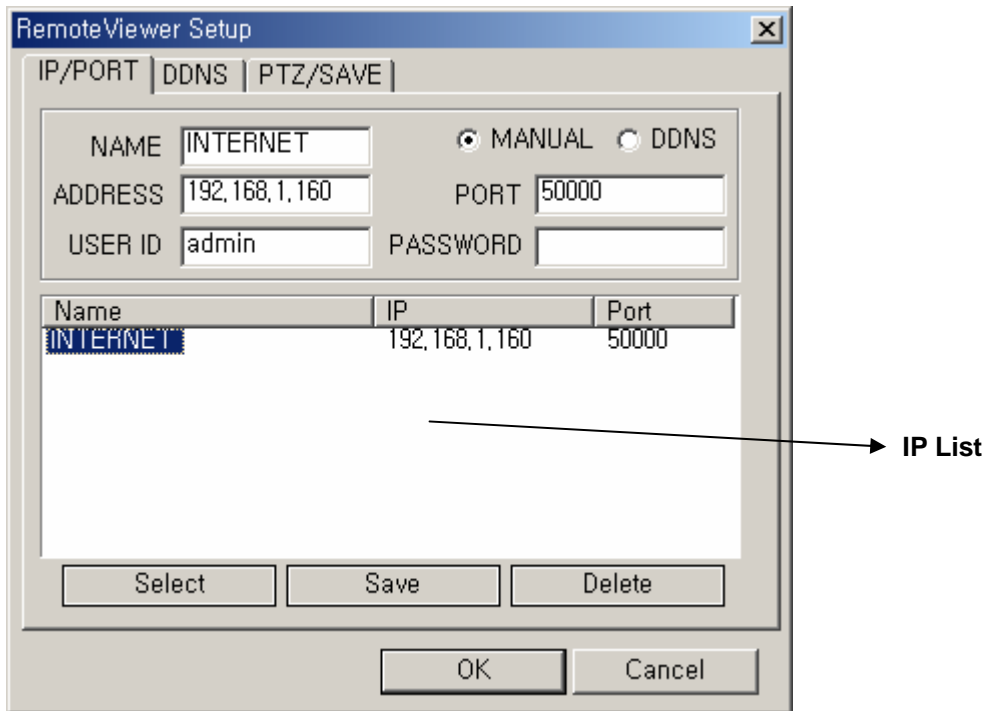 RemoteViewer Setup
IP/PORT DDNS PTZ/SAVE
NAME INTERNET MANUAL DDNS
ADDRESS 192,168,1,160 PORT 50000
USER ID admin PASSWORD
Name IP Port
INTERNET 192,168,1,160 50000
IP List
Select Save Delete
OK Cancel